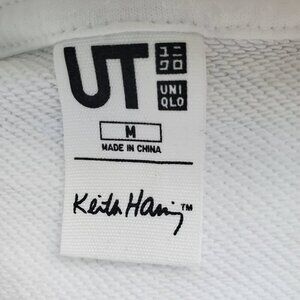 UT ユニ
クロ
UNI
QLO
M
MADE IN CHINA
Keith Haring™